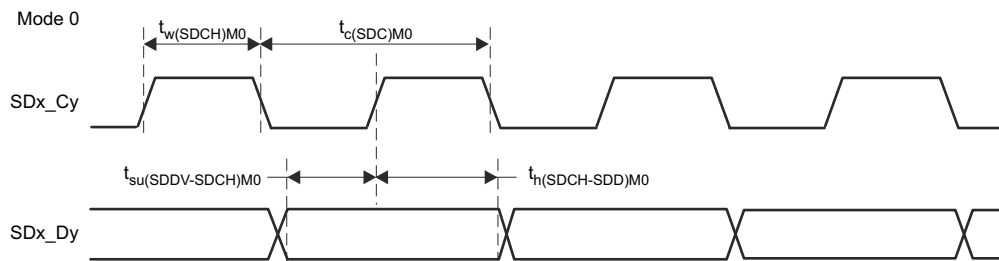 Mode 0
tw(SDCH)M0
tc(SDC)M0
SDx_Cy
tsu(SDDV-SDCH)M0
th(SDCH-SDD)M0
SDx_Dy